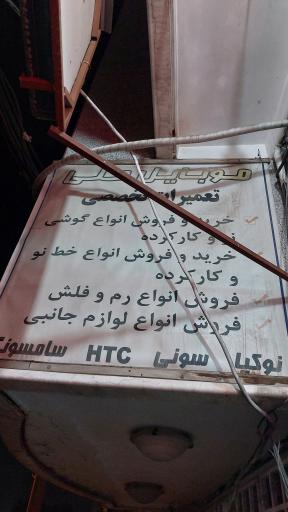 موبایل
تعمیرات تخصصی
خرید و فروش انواع گوشی
نو و کارکرده
خرید و فروش انواع خط نو
و کارکرده
فروش انواع رم و فلش
فروش انواع لوازم جانبی
نوکیا سونی HTC سامسونگ